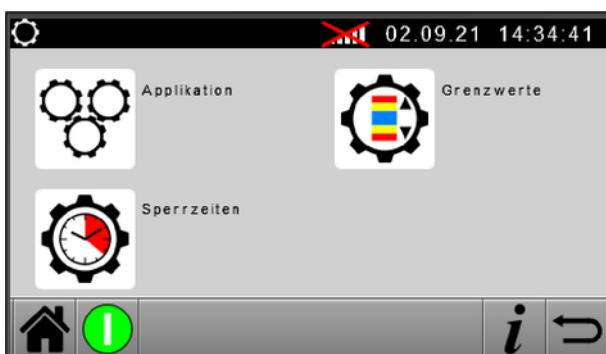 02.09.21 14:34:41
Applikation
Grenzwerte
Sperrzeiten
i